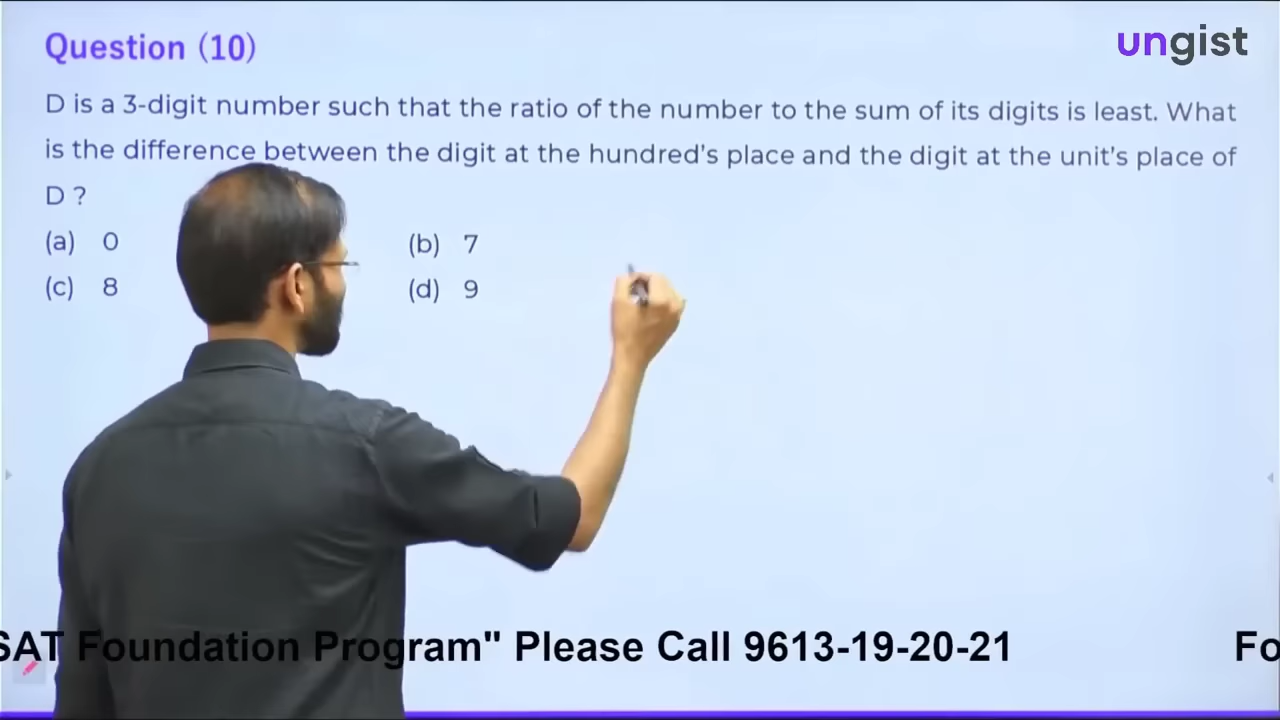 Question (10)
ungist
D is a 3-digit number such that the ratio of the number to the sum of its digits is least. What
is the difference between the digit at the hundred's place and the digit at the unit's place of
D ?
(a) 0
(b) 7
(c) 8
(d) 9
SAT Foundation Program" Please Call 9613-19-20-21
Fo